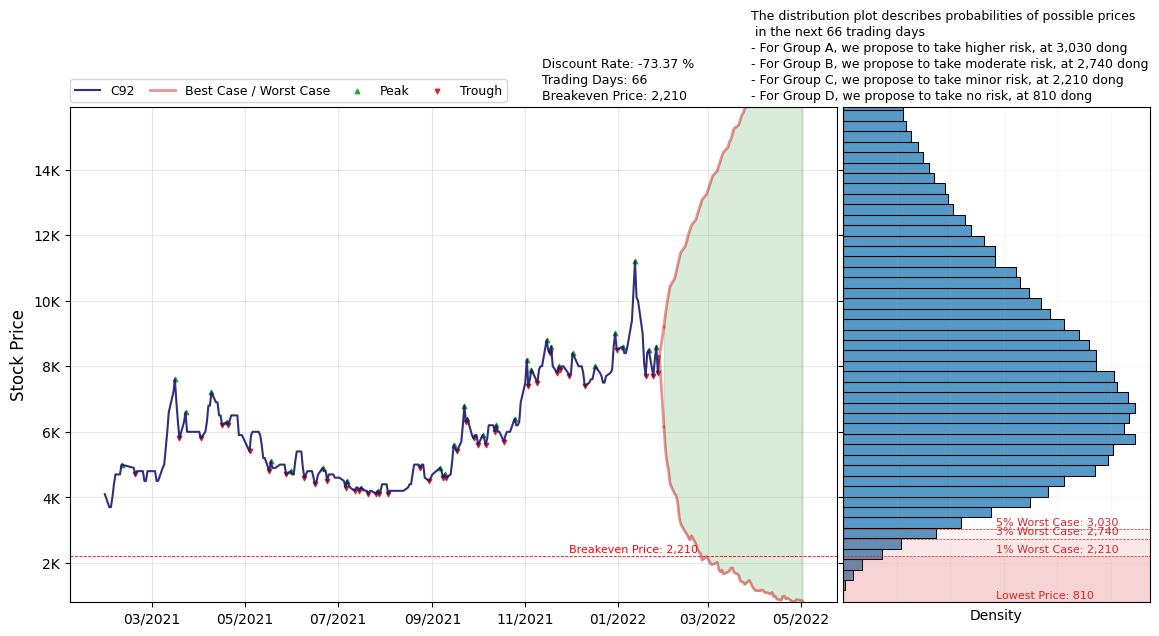 The distribution plot describes probabilities of possible prices
in the next 66 trading days
- For Group A, we propose to take higher risk, at 3,030 dong
- For Group B, we propose to take moderate risk, at 2,740 dong
- For Group C, we propose to take minor risk, at 2,210 dong
- For Group D, we propose to take no risk, at 810 dong
Discount Rate: -73.37 %
Trading Days: 66
Breakeven Price: 2,210
C92 Best Case / Worst Case Peak Trough
Stock Price
14K
12K
10K
8K
6K
4K
2K
Breakeven Price: 2,210
5% Worst Case: 3,030
3% Worst Case: 2,740
1% Worst Case: 2,210
Lowest Price: 810
03/2021 05/2021 07/2021 09/2021 11/2021 01/2022 03/2022 05/2022
Density